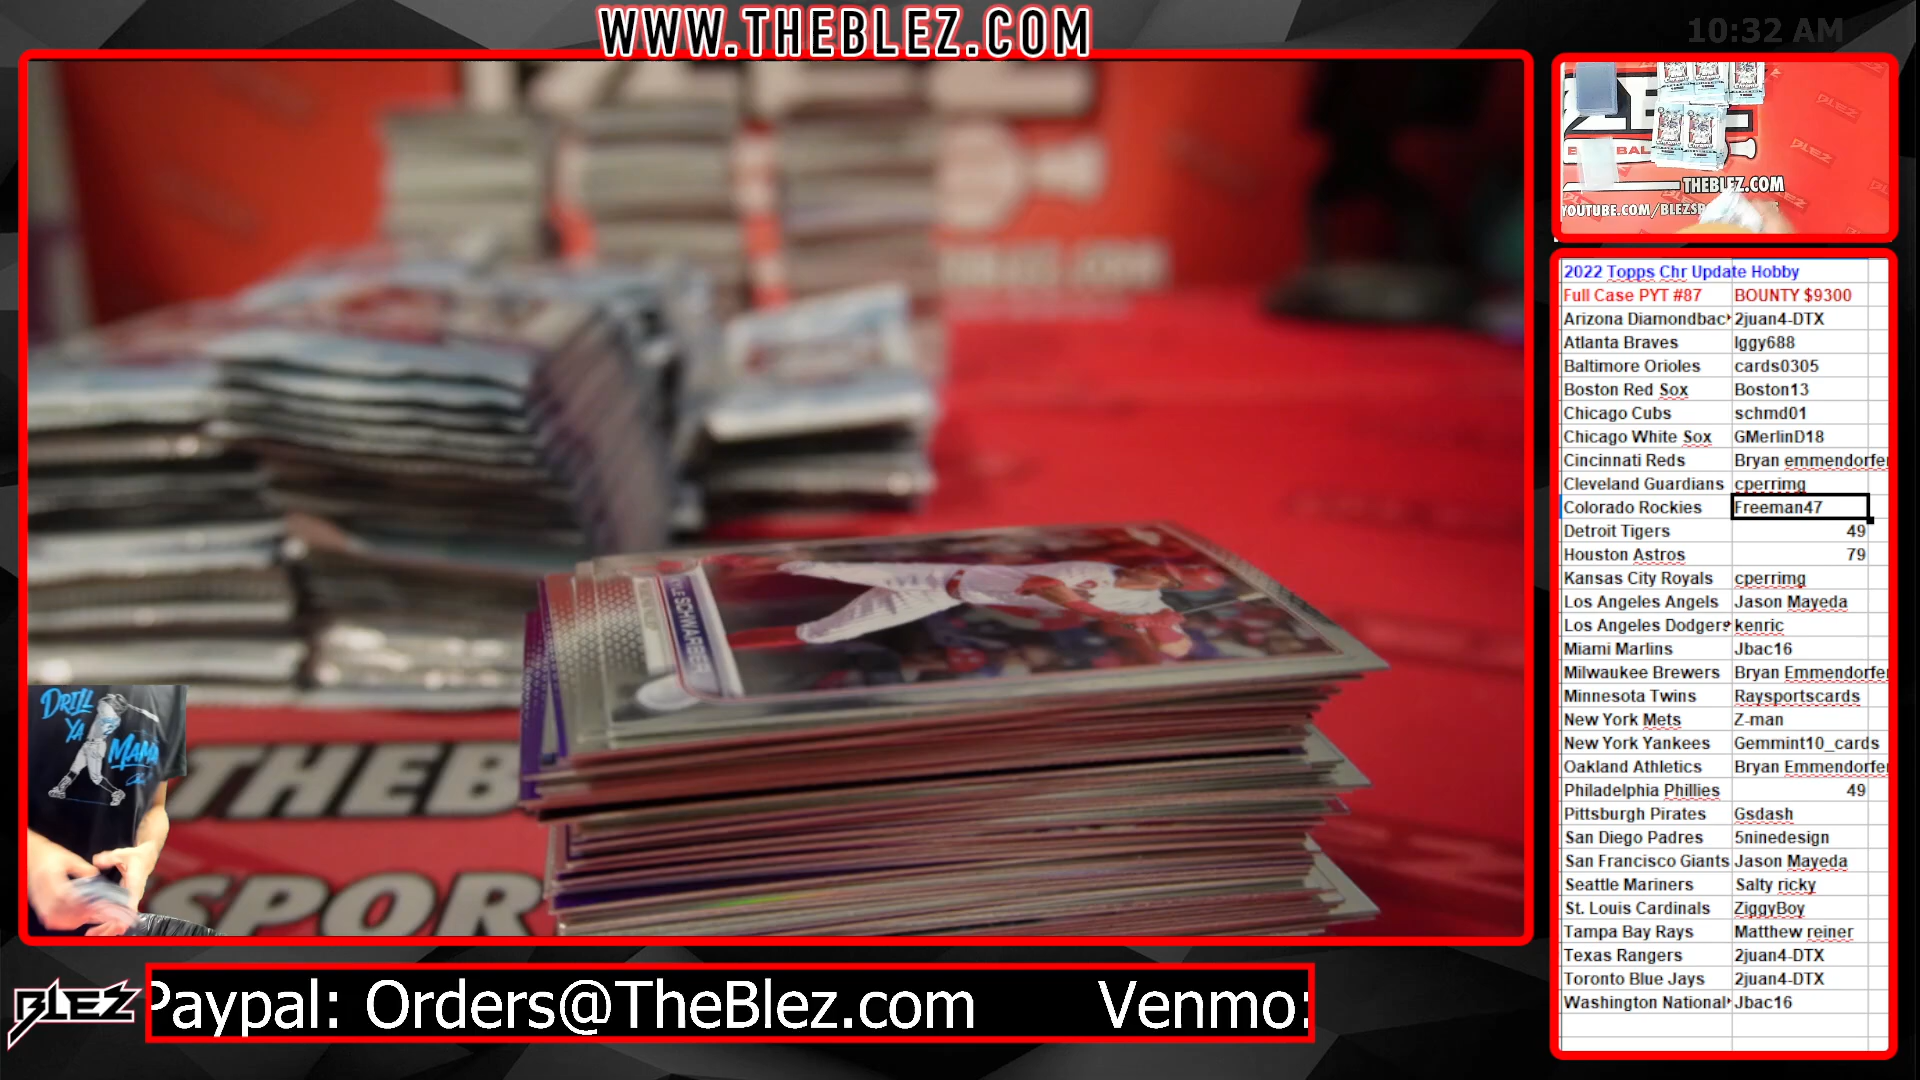 WWW.THEBLEZ.COM
10:32 AM
THEBLEZ.COM
YOUTUBE.COM/BLEZSP
KYLE SCHWARBER
DRILL
YA
MAMA
THEB
SPOR
2022 Topps Chr Update Hobby
Full Case PYT #87 BOUNTY $9300
Arizona Diamondbac 2juan4-DTX
Atlanta Braves Iggy688
Baltimore Orioles cards0305
Boston Red Sox Boston13
Chicago Cubs schmd01
Chicago White Sox GMerlinD18
Cincinnati Reds Bryan emmendorfer
Cleveland Guardians cperrimg
Colorado Rockies Freeman47
Detroit Tigers 49
Houston Astros 79
Kansas City Royals cperrimg
Los Angeles Angels Jason Mayeda
Los Angeles Dodgers kenric
Miami Marlins Jbac16
Milwaukee Brewers Bryan Emmendorfer
Minnesota Twins Raysportscards
New York Mets Z-man
New York Yankees Gemmint10_cards
Oakland Athletics Bryan Emmendorfer
Philadelphia Phillies 49
Pittsburgh Pirates Gsdash
San Diego Padres 5ninedesign
San Francisco Giants Jason Mayeda
Seattle Mariners Salty ricky
St. Louis Cardinals ZiggyBoy
Tampa Bay Rays Matthew reiner
Texas Rangers 2juan4-DTX
Toronto Blue Jays 2juan4-DTX
Washington National Jbac16
BLEZ
Paypal: Orders@TheBlez.com Venmo: